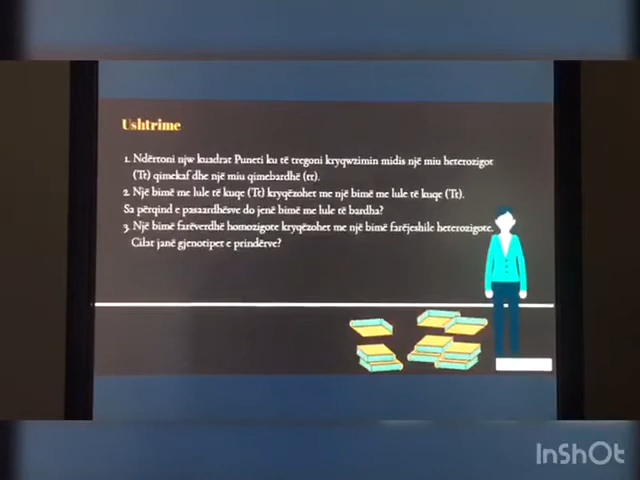 Ushtrime
1. Ndërtoni njw kuadrat Puneti ku të tregoni kryqwzimin midis një miu heterozigot
(Tt) qimekaf dhe një miu qimebardhë (tt).
2. Një bimë me lule të kuqe (Tt) kryqëzohet me një bimë me lule të kuqe (Tt).
Sa përqind e pasaardhësve do jenë bimë me lule të bardha?
3. Një bimë farëverdhë homozigote kryqëzohet me një bimë farëjeshile heterozigote.
Cilat janë gjenotipet e prindërve?
InShOt